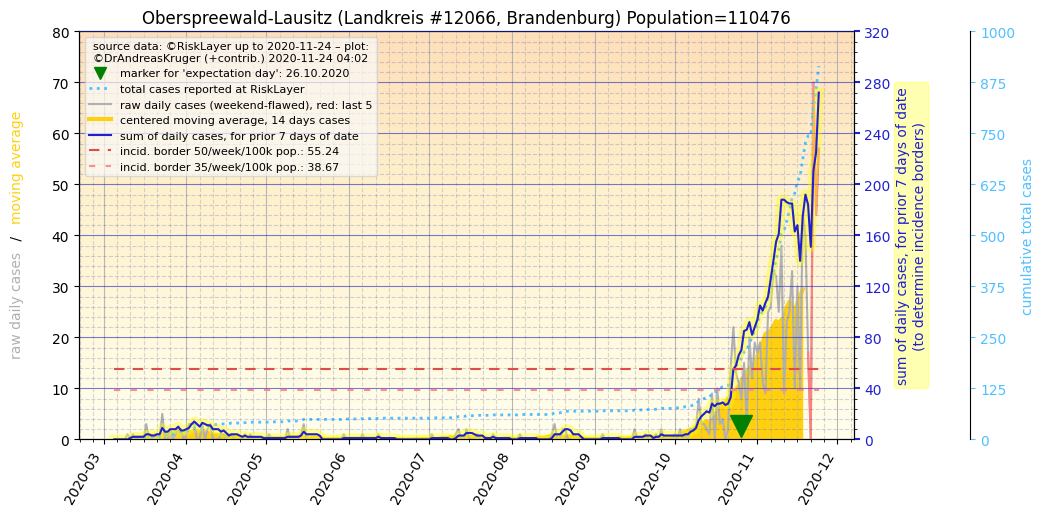 Oberspreewald-Lausitz (Landkreis #12066, Brandenburg) Population=110476
source data: ©RiskLayer up to 2020-11-24 – plot:
©DrAndreasKruger (+contrib.) 2020-11-24 04:02
marker for 'expectation day': 26.10.2020
total cases reported at RiskLayer
raw daily cases (weekend-flawed), red: last 5
centered moving average, 14 days cases
sum of daily cases, for prior 7 days of date
incid. border 50/week/100k pop.: 55.24
incid. border 35/week/100k pop.: 38.67
raw daily cases / moving average
80
70
60
50
40
30
20
10
0
2020-03
2020-04
2020-05
2020-06
2020-07
2020-08
2020-09
2020-10
2020-11
2020-12
320
280
240
200
160
120
80
40
0
sum of daily cases, for prior 7 days of date
(to determine incidence borders)
1000
875
750
625
500
375
250
125
0
cumulative total cases